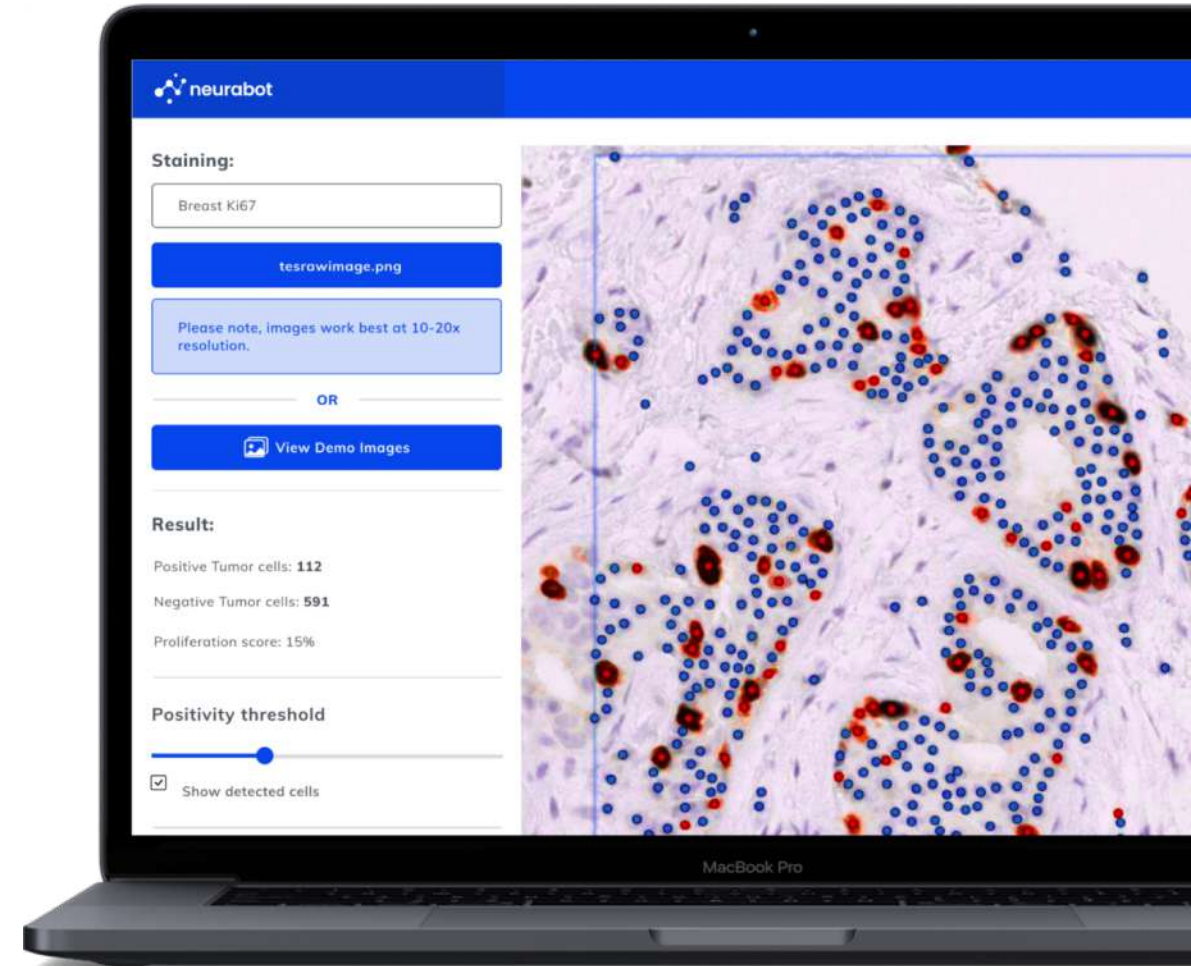 neurabot
Staining:
Breast Ki67
tesrawimage.png
Please note, images work best at 10-20x
resolution.
OR
View Demo Images
Result:
Positive Tumor cells: 112
Negative Tumor cells: 591
Proliferation score: 15%
Positivity threshold
Show detected cells
MacBook Pro